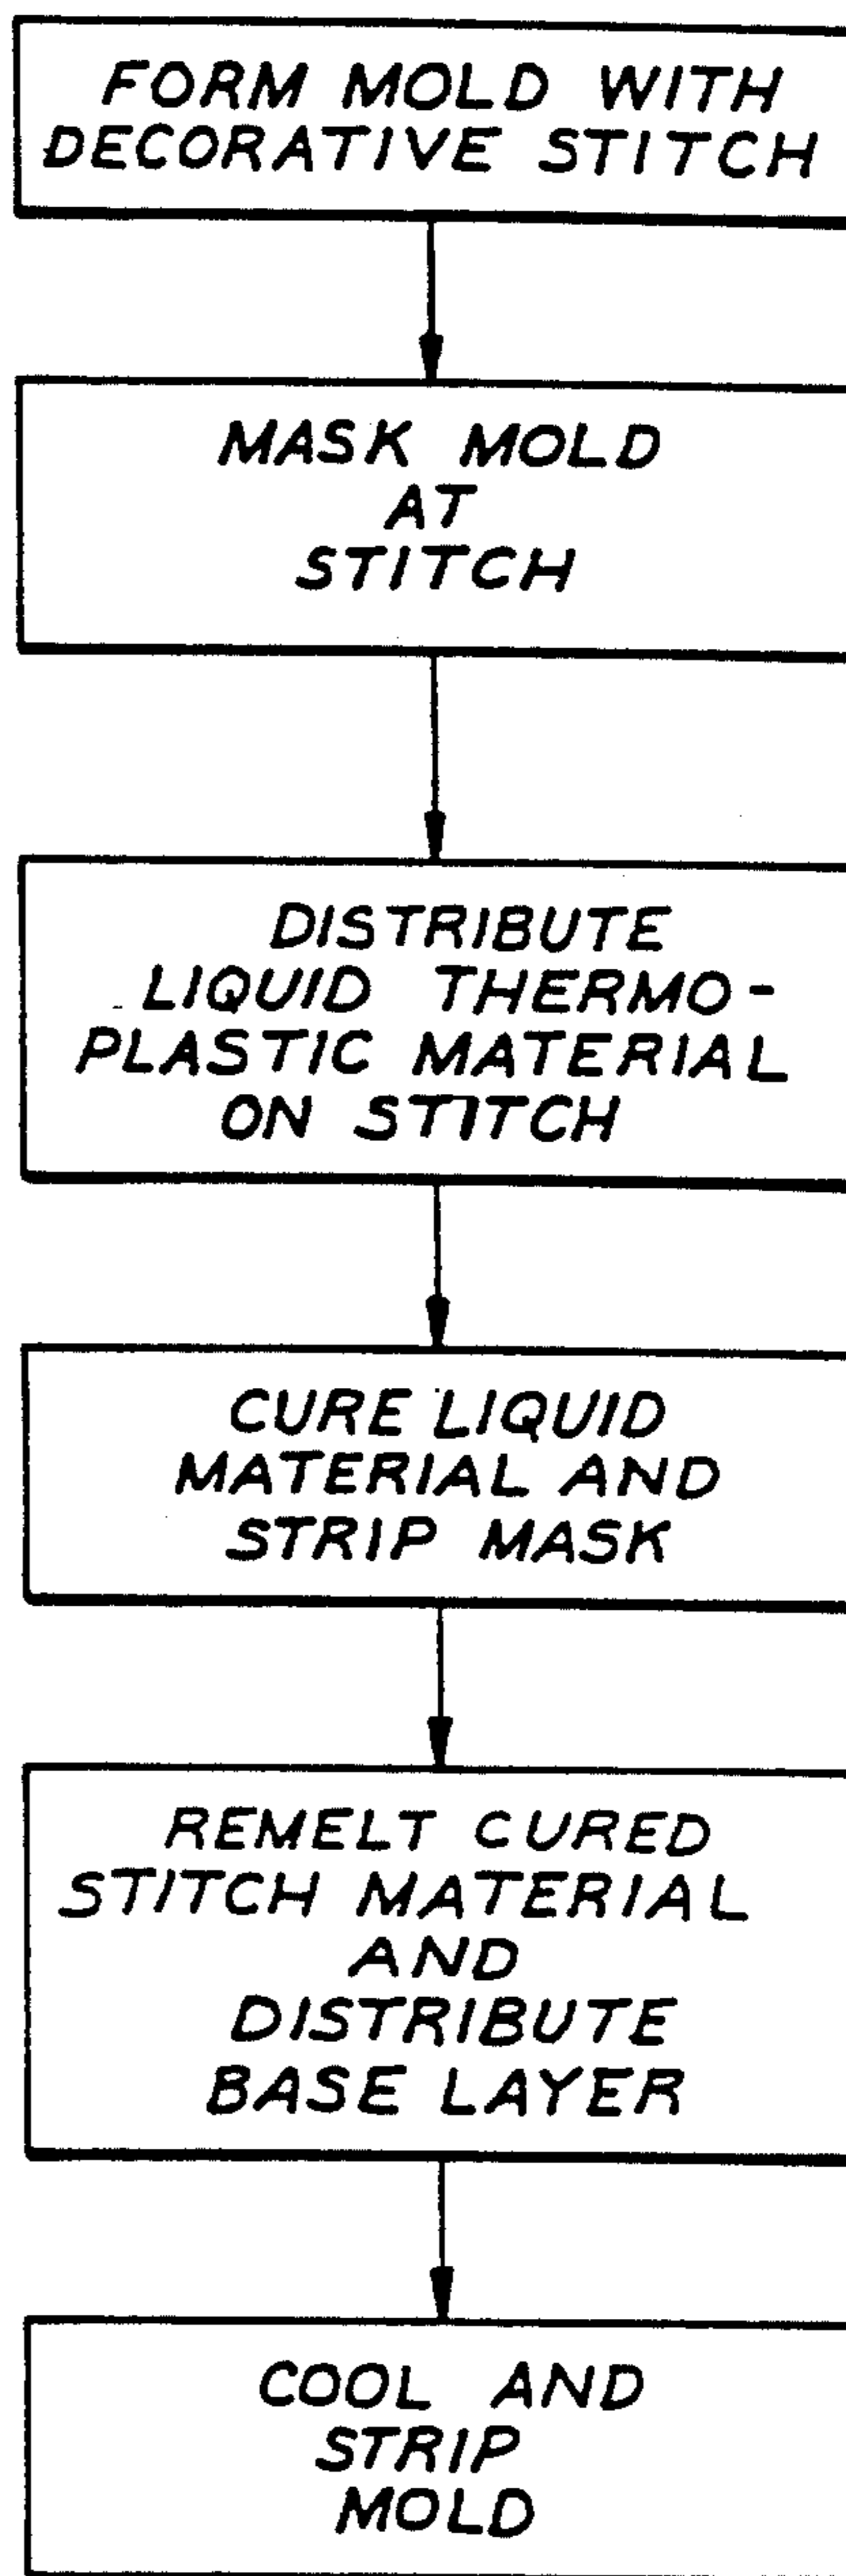 FORM MOLD WITH
DECORATIVE STITCH
MASK MOLD
AT
STITCH
DISTRIBUTE
LIQUID THERMO-
PLASTIC MATERIAL
ON STITCH
CURE LIQUID
MATERIAL AND
STRIP MASK
REMELT CURED
STITCH MATERIAL
AND
DISTRIBUTE
BASE LAYER
COOL AND
STRIP
MOLD